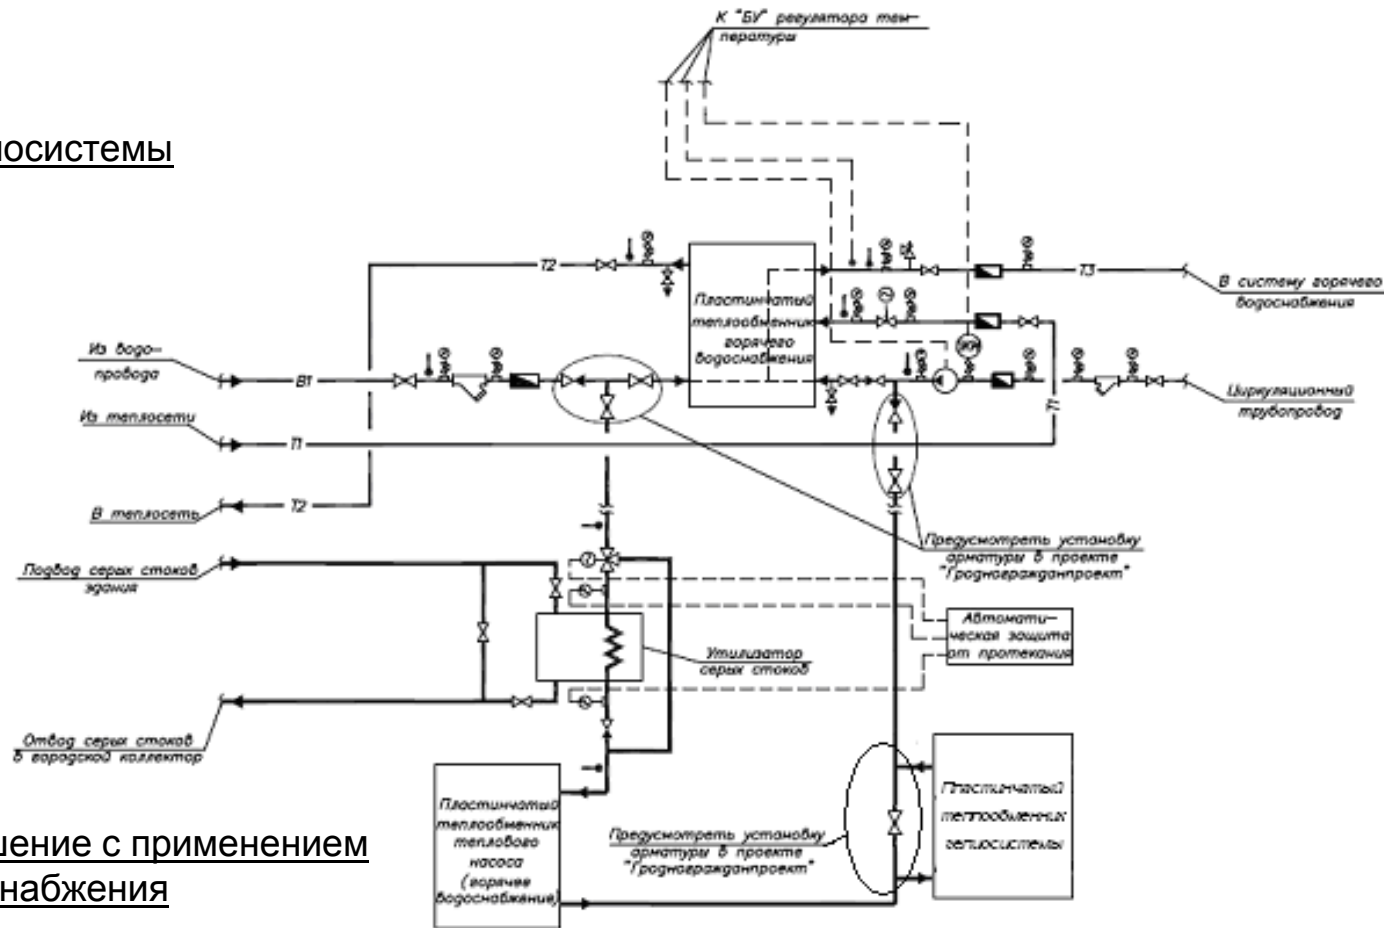 К "БУ" регулятора тем-
пературы
носистемы
Т2
Т3
В систему горячего
водоснабжения
Пластинчатый
теплообменник
горячего
водоснабжения
Из водо-
провода
В1
Циркуляционный
трубопровод
Т1
Из теплосети
Т1
В теплосеть
Т2
Предусмотреть установку
арматуры в проекте
"Гродногражданпроект"
Подвод серых стоков
здания
Автомати-
ческая защита
от протекания
Утилизатор
серых стоков
Отвод серых стоков
в городской коллектор
Пластинчатый
теплообменник
теплового
насоса
(горячее
водоснабжение)
Предусмотреть установку
арматуры в проекте
"Гродногражданпроект"
Пластинчатый
теплообменник
гелиосистемы
шение с применением
набжения